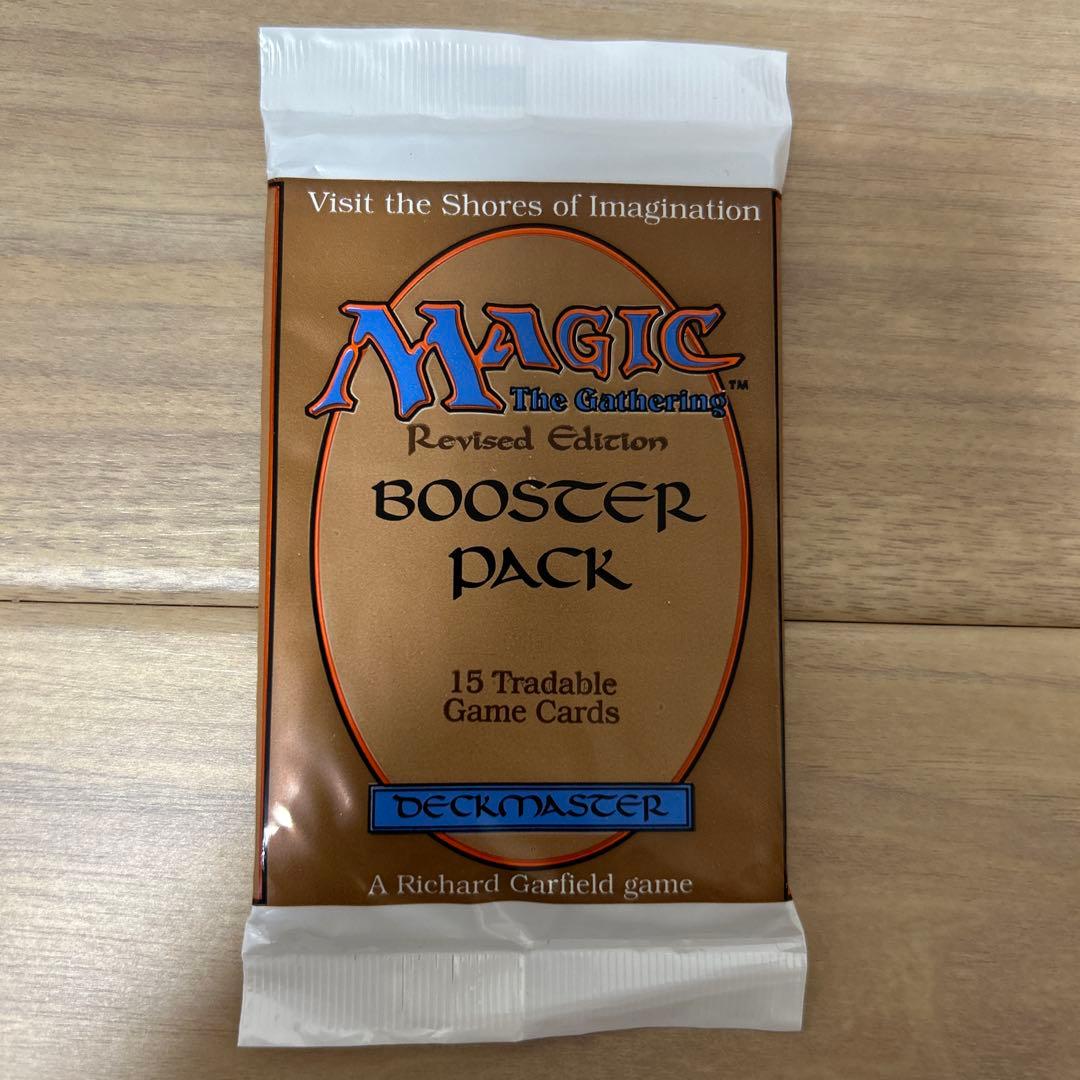 Visit the Shores of Imagination
MAGIC
The Gathering™
Revised Edition
BOOSTER
PACK
15 Tradable
Game Cards
DECKMASTER
A Richard Garfield game